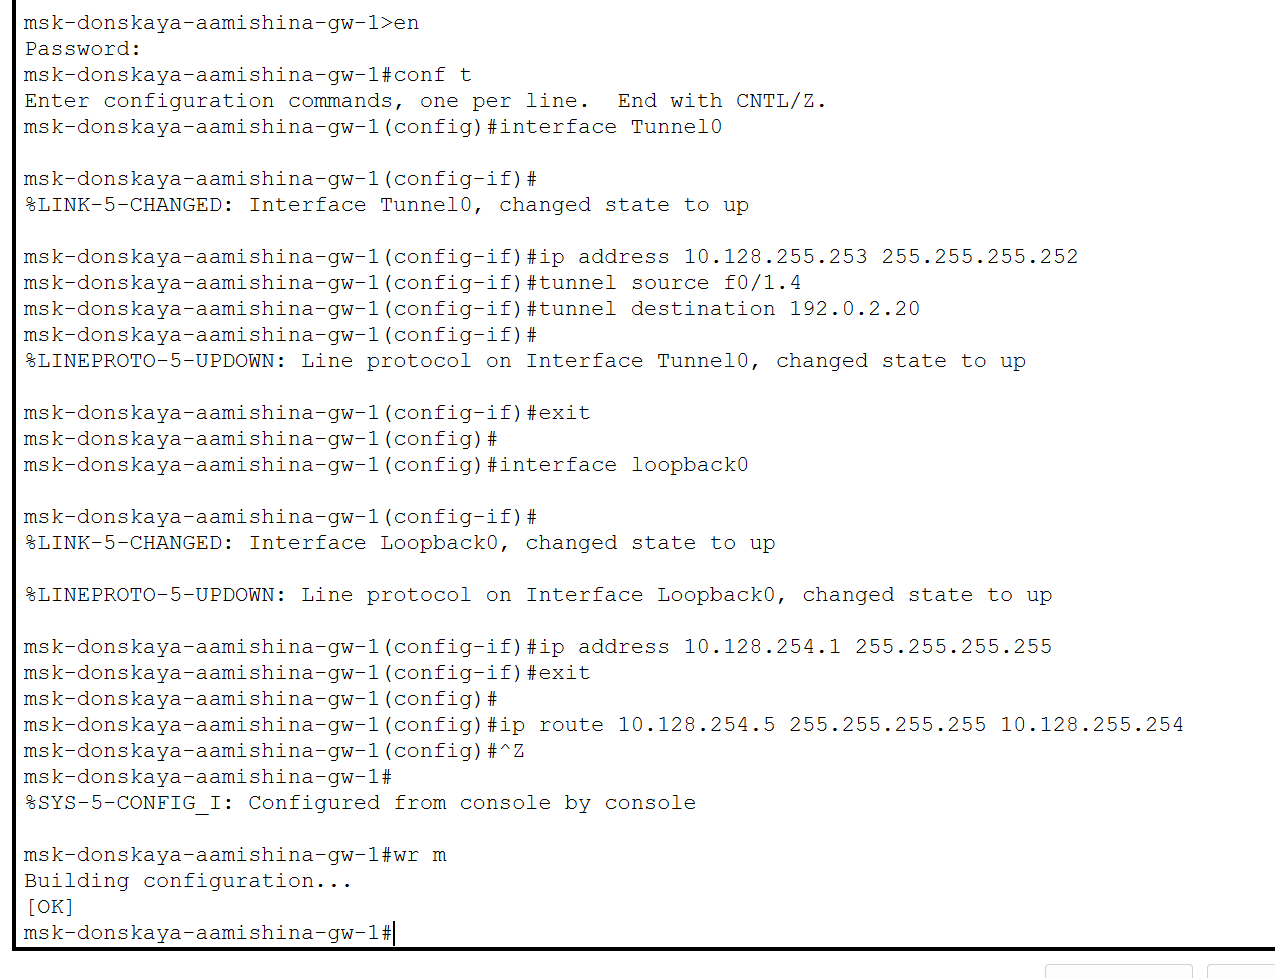 msk-donskaya-aamishina-gw-1>en
Password:
msk-donskaya-aamishina-gw-1#conf t
Enter configuration commands, one per line.  End with CNTL/Z.
msk-donskaya-aamishina-gw-1(config)#interface Tunnel0
msk-donskaya-aamishina-gw-1(config-if)#
%LINK-5-CHANGED: Interface Tunnel0, changed state to up
msk-donskaya-aamishina-gw-1(config-if)#ip address 10.128.255.253 255.255.255.252
msk-donskaya-aamishina-gw-1(config-if)#tunnel source f0/1.4
msk-donskaya-aamishina-gw-1(config-if)#tunnel destination 192.0.2.20
msk-donskaya-aamishina-gw-1(config-if)#
%LINEPROTO-5-UPDOWN: Line protocol on Interface Tunnel0, changed state to up
msk-donskaya-aamishina-gw-1(config-if)#exit
msk-donskaya-aamishina-gw-1(config)#
msk-donskaya-aamishina-gw-1(config)#interface loopback0
msk-donskaya-aamishina-gw-1(config-if)#
%LINK-5-CHANGED: Interface Loopback0, changed state to up
%LINEPROTO-5-UPDOWN: Line protocol on Interface Loopback0, changed state to up
msk-donskaya-aamishina-gw-1(config-if)#ip address 10.128.254.1 255.255.255.255
msk-donskaya-aamishina-gw-1(config-if)#exit
msk-donskaya-aamishina-gw-1(config)#
msk-donskaya-aamishina-gw-1(config)#ip route 10.128.254.5 255.255.255.255 10.128.255.254
msk-donskaya-aamishina-gw-1(config)#^Z
msk-donskaya-aamishina-gw-1#
%SYS-5-CONFIG_I: Configured from console by console
msk-donskaya-aamishina-gw-1#wr m
Building configuration...
[OK]
msk-donskaya-aamishina-gw-1#